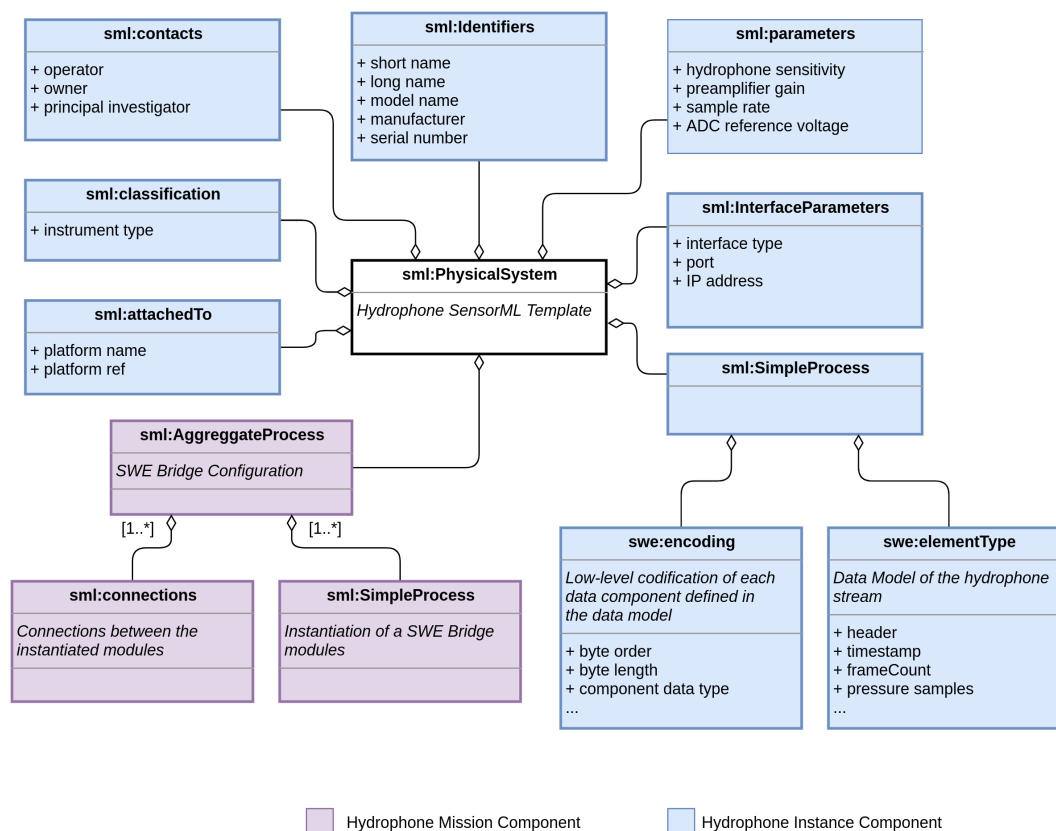 sml:contacts
+ operator
+ owner
+ principal investigator
sml:Identifiers
+ short name
+ long name
+ model name
+ manufacturer
+ serial number
sml:parameters
+ hydrophone sensitivity
+ preamplifier gain
+ sample rate
+ ADC reference voltage
sml:classification
+ instrument type
sml:InterfaceParameters
+ interface type
+ port
+ IP address
sml:PhysicalSystem
Hydrophone SensorML Template
sml:attachedTo
+ platform name
+ platform ref
sml:SimpleProcess
sml:AggreggateProcess
SWE Bridge Configuration
[1..*]
[1..*]
sml:connections
Connections between the
instantiated modules
sml:SimpleProcess
Instantiation of a SWE Bridge
modules
swe:encoding
Low-level codification of each
data component defined in
the data model
+ byte order
+ byte length
+ component data type
...
swe:elementType
Data Model of the hydrophone
stream
+ header
+ timestamp
+ frameCount
+ pressure samples
...
Hydrophone Mission Component
Hydrophone Instance Component